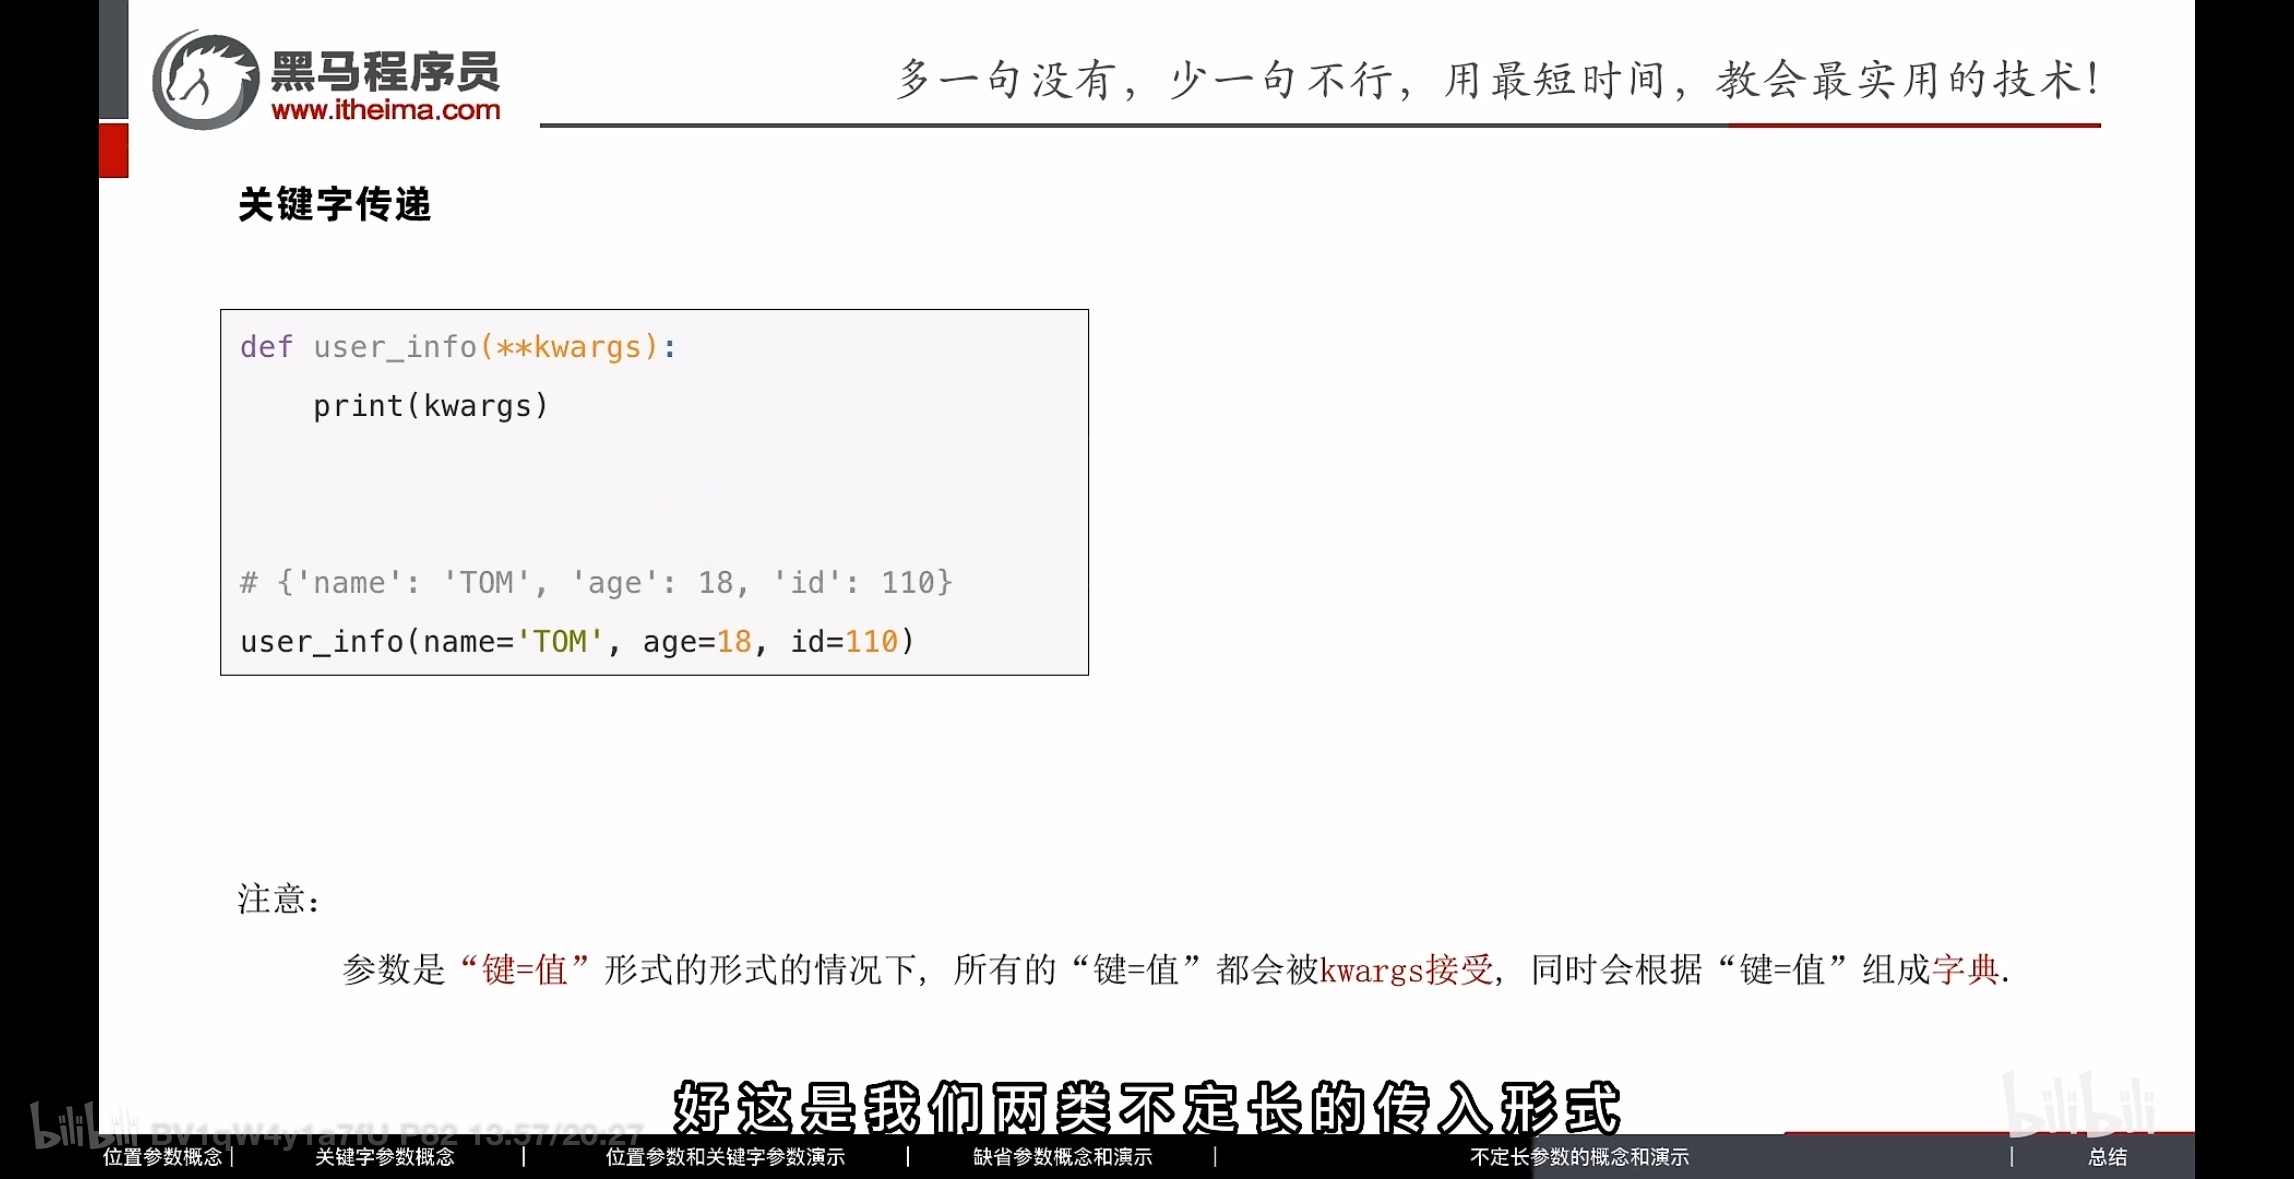 黑马程序员
www.itheima.com
多一句没有，少一句不行，用最短时间，教会最实用的技术！
关键字传递
def user_info(**kwargs):
    print(kwargs)
# {'name': 'TOM', 'age': 18, 'id': 110}
user_info(name='TOM', age=18, id=110)
注意：
参数是“键=值”形式的形式的情况下, 所有的“键=值”都会被kwargs接受, 同时会根据“键=值”组成字典.
好这是我们两类不定长的传入形式
bilibili BV1qW4y1a7fU P82 13:57/20:27
bilibili
位置参数概念 | 关键字参数概念 | 位置参数和关键字参数演示 | 缺省参数概念和演示 | 不定长参数的概念和演示 | 总结